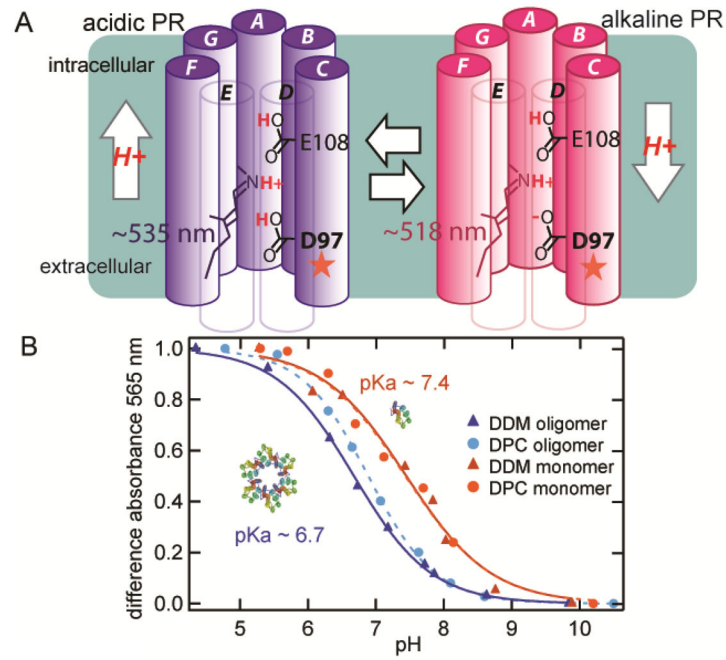 A
acidic PR
alkaline PR
A
G
B
F
C
E
D
intracellular
H+
HO
O
E108
N
H+
HO
O
D97
~535 nm
extracellular
A
G
B
F
C
E
D
HO
O
E108
N
H+
-O
O
D97
~518 nm
H+
B
difference absorbance 565 nm
1.0
0.8
0.6
0.4
0.2
0.0
pKa ~ 7.4
pKa ~ 6.7
DDM oligomer
DPC oligomer
DDM monomer
DPC monomer
5 6 7 8 9 10
pH